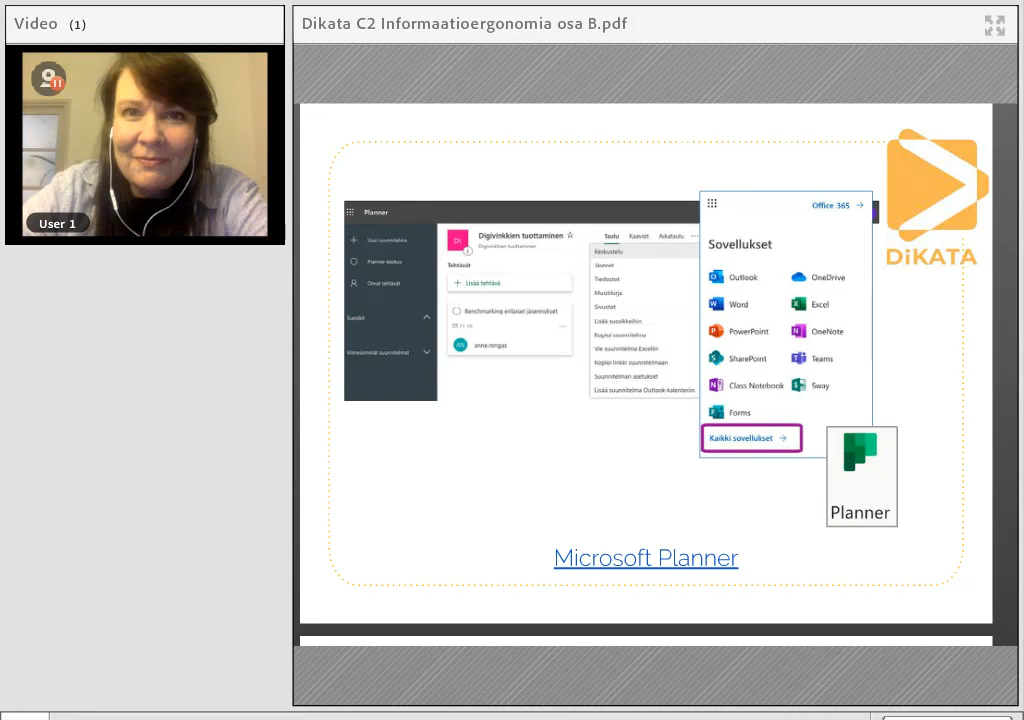 Video (1)
User 1
Dikata C2 Informaatioergonomia osa B.pdf
DiKATA
Planner
Uusi suunnitelma
Planner-keskus
Omat tehtävät
Suosikit
Viimeisimmät suunnitelmat
Di
Digivinkkien tuottaminen
Digivinkkien tuottaminen
Taulu Kaaviot Aikataulu ...
Tehtävät
+ Lisää tehtävä
Benchmarking erilaiset jäsennykset
AN anne.rongas
Keskustelu
Jäsenet
Tiedostot
Muistikirja
Sivustot
Lisää suosikkeihin
Kopioi suunnitelma
Vie suunnitelma Exceliin
Kopioi linkki suunnitelmaan
Suunnitelman asetukset
Lisää suunnitelma Outlook-kalenteriin
Office 365 →
Sovellukset
Outlook OneDrive
Word Excel
PowerPoint OneNote
SharePoint Teams
Class Notebook Sway
Forms
Kaikki sovellukset →
Planner
Microsoft Planner